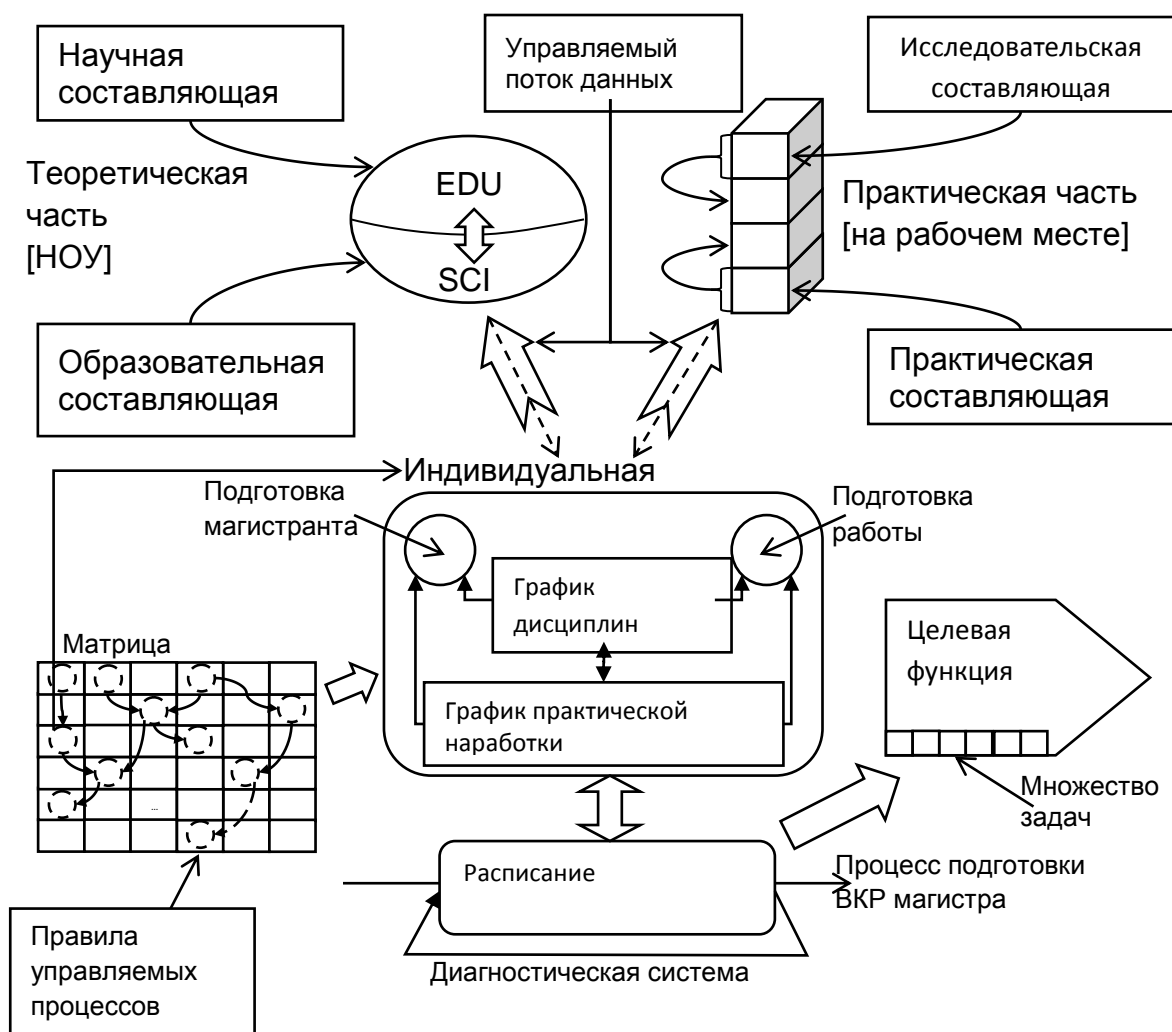 Научная
составляющая
Управляемый
поток данных
Исследовательская
составляющая
Теоретическая
часть
[НОУ]
EDU
SCI
Практическая часть
[на рабочем месте]
Образовательная
составляющая
Практическая
составляющая
Индивидуальная
Подготовка
магистранта
Подготовка
работы
График
дисциплин
График практической
наработки
Матрица
...
Целевая
функция
Множество
задач
Расписание
Процесс подготовки
ВКР магистра
Диагностическая система
Правила
управляемых
процессов